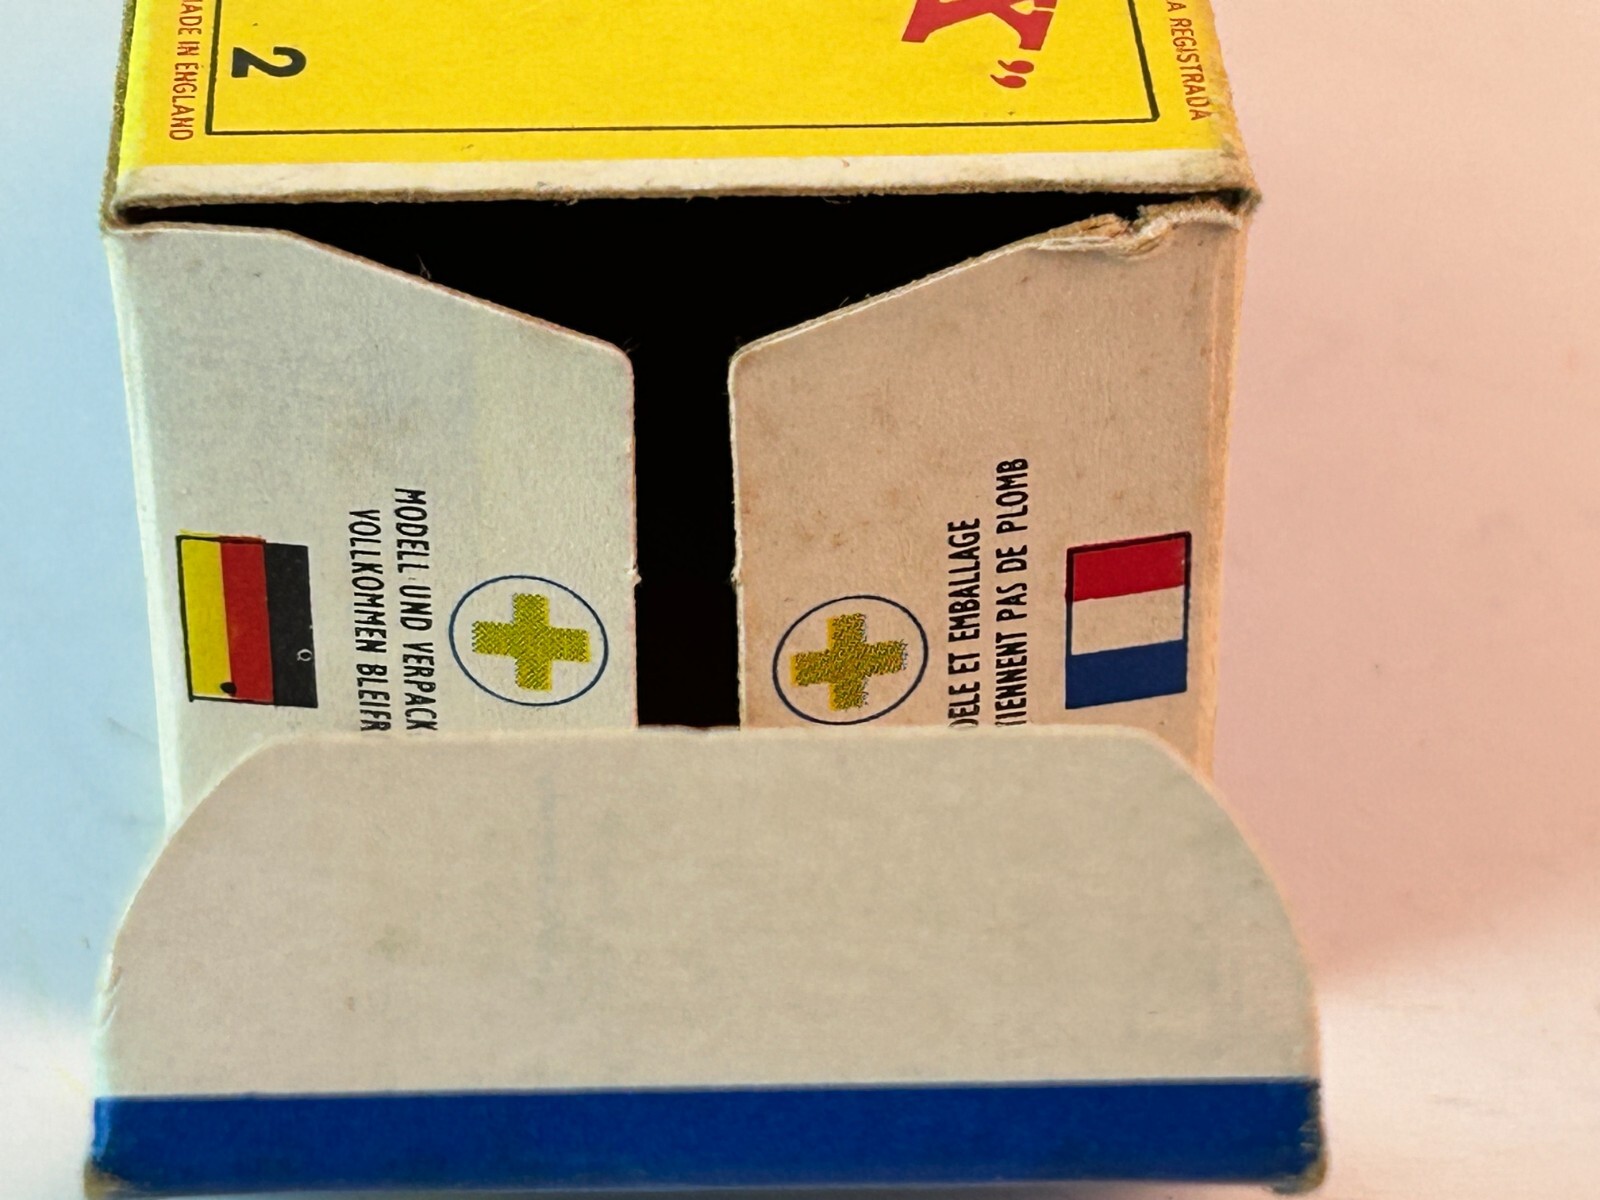 MADE IN ENGLAND
2
X"
A REGISTRADA
MODELL UND VERPACK
VOLLKOMMEN BLEIFR
DELE ET EMBALLAGE
TIENNENT PAS DE PLOMB